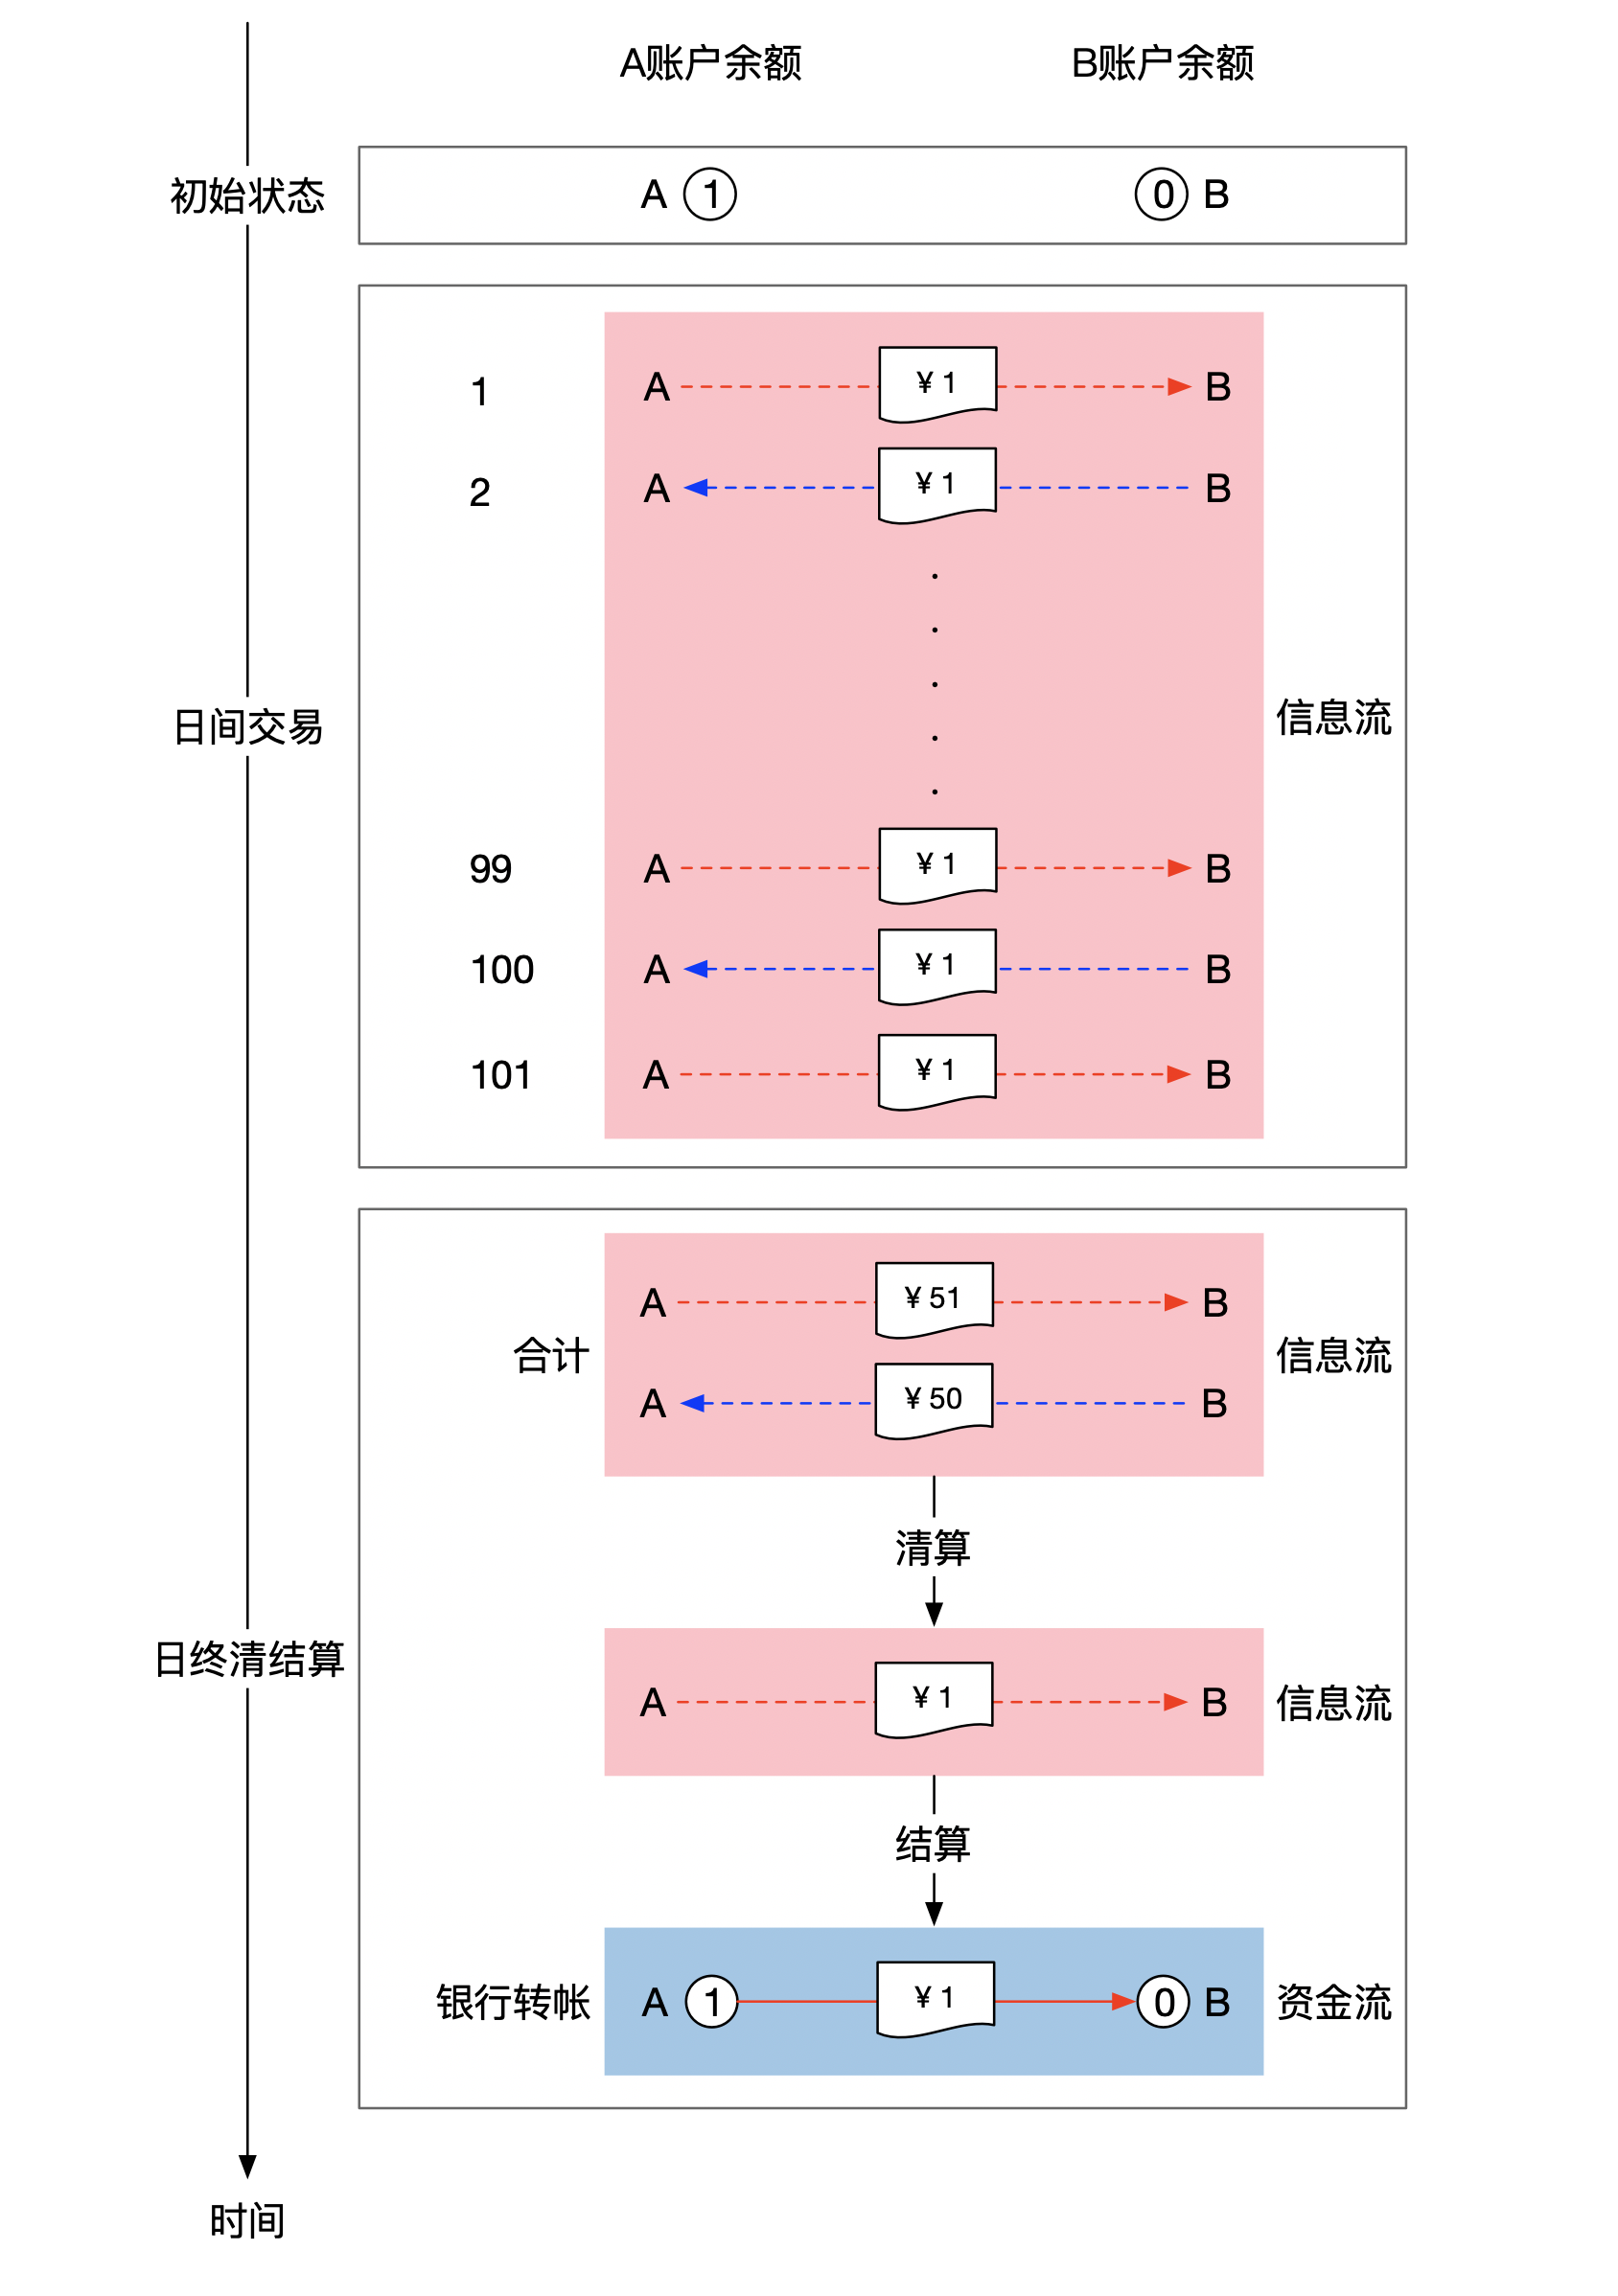 A账户余额 B账户余额
初始状态 A 1 0 B
1 A ¥ 1 B
2 A ¥ 1 B
日间交易 信息流
99 A ¥ 1 B
100 A ¥ 1 B
101 A ¥ 1 B
A ¥ 51 B
合计 信息流
A ¥ 50 B
清算
日终清结算
A ¥ 1 B 信息流
结算
银行转帐 A 1 ¥ 1 0 B 资金流
时间